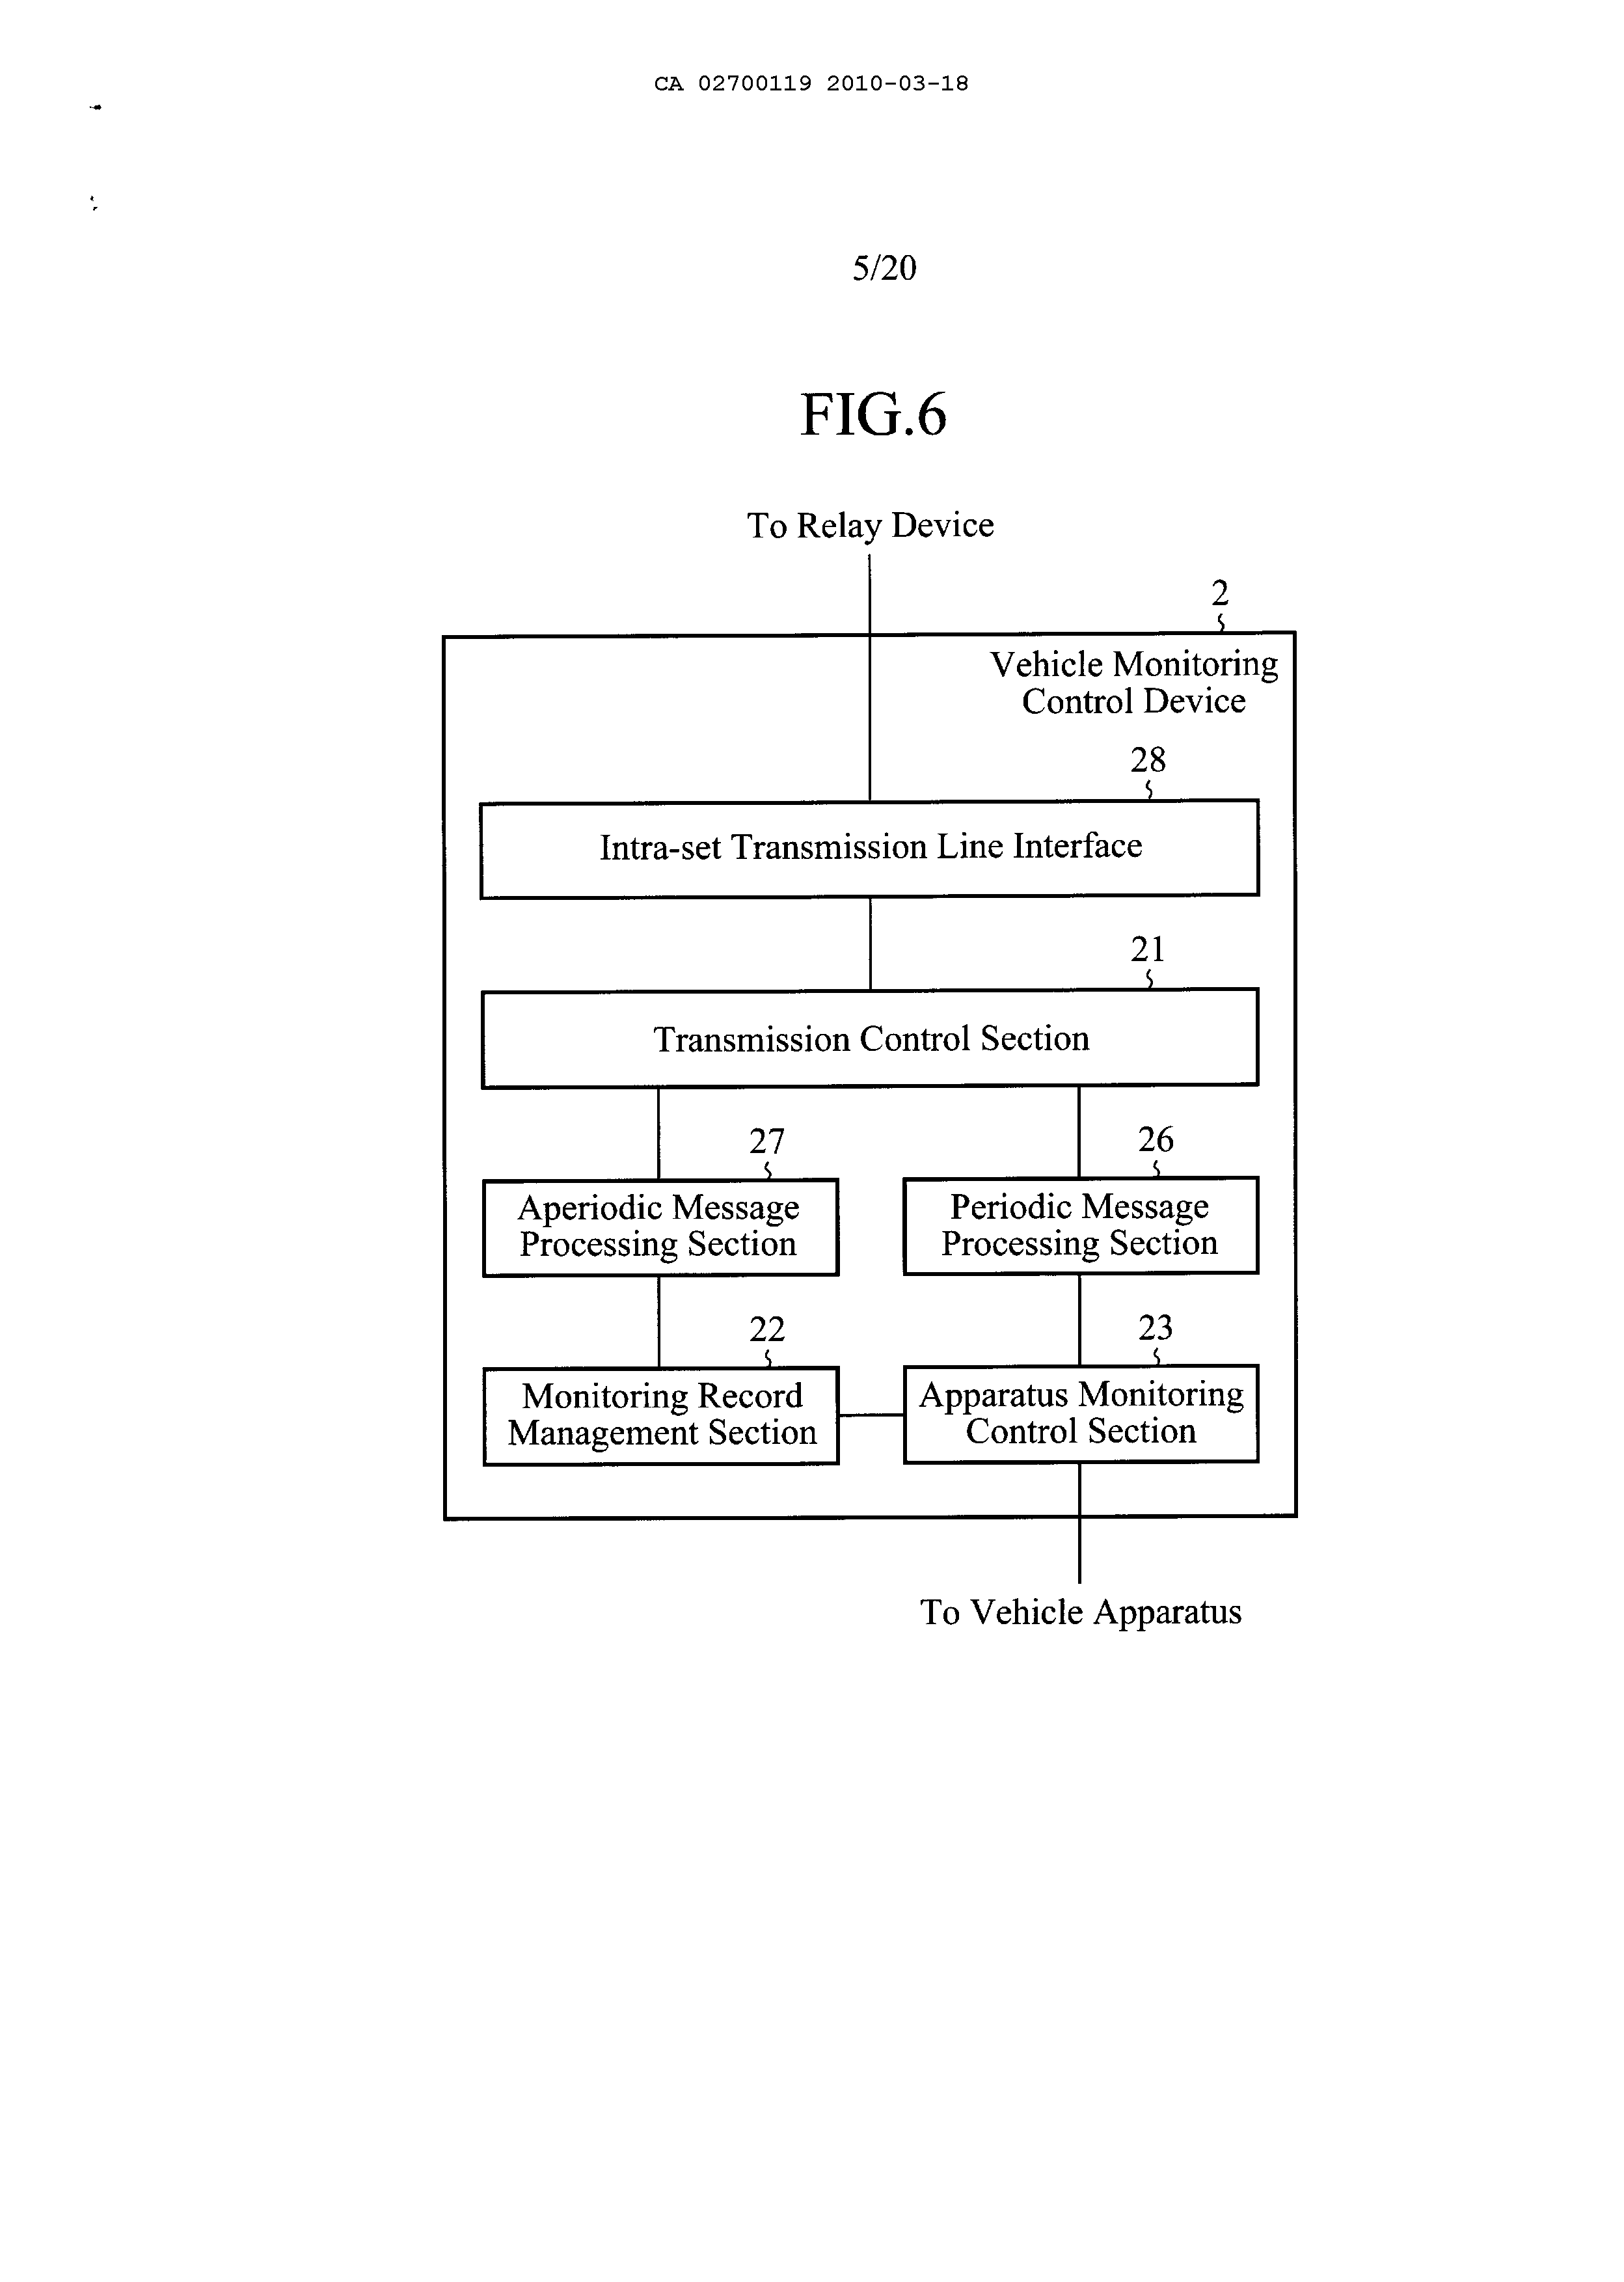 CA 02700119 2010-03-18
5/20
FIG.6
To Relay Device
2
Vehicle Monitoring
Control Device
28
Intra-set Transmission Line Interface
21
Transmission Control Section
27
26
Aperiodic Message
Processing Section
Periodic Message
Processing Section
22
23
Monitoring Record
Management Section
Apparatus Monitoring
Control Section
To Vehicle Apparatus